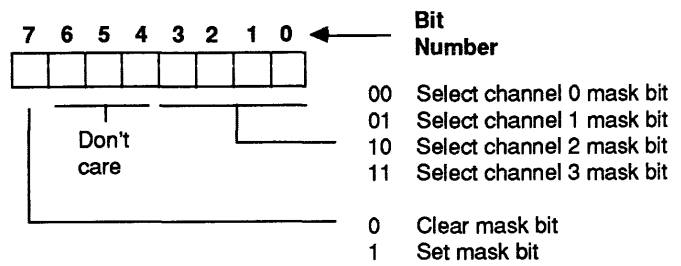 7 6 5 4 3 2 1 0 Bit
Number
00 Select channel 0 mask bit
01 Select channel 1 mask bit
10 Select channel 2 mask bit
11 Select channel 3 mask bit
Don't
care
0 Clear mask bit
1 Set mask bit